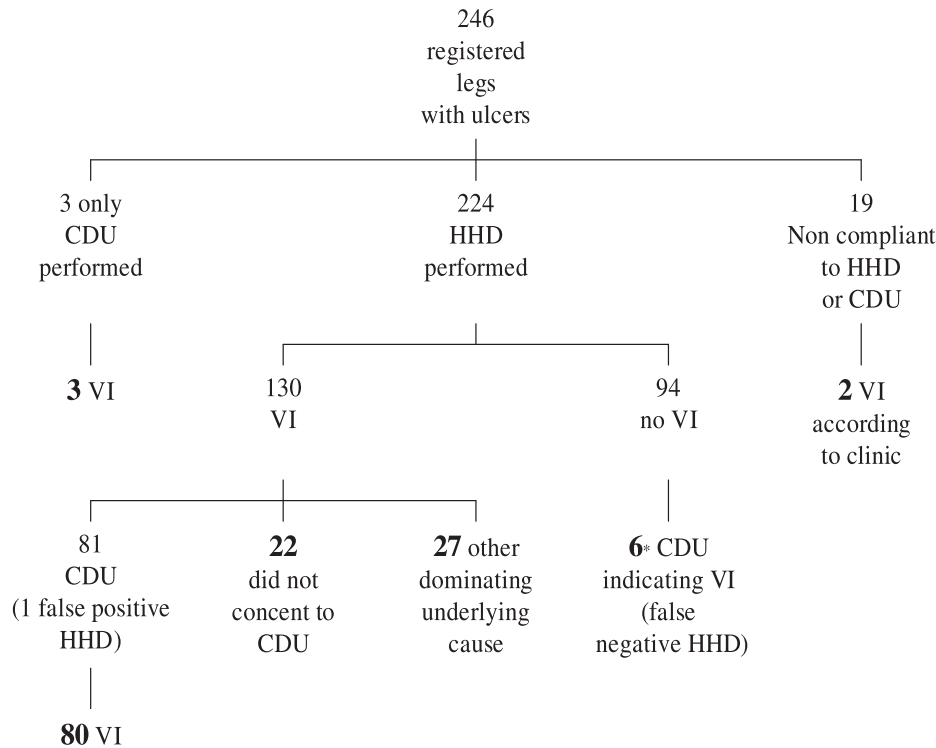 246
registered
legs
with ulcers
3 only
CDU
performed
224
HHD
performed
19
Non compliant
to HHD
or CDU
3 VI
130
VI
94
no VI
2 VI
according
to clinic
81
CDU
(1 false positive
HHD)
22
did not
concent to
CDU
27 other
dominating
underlying
cause
6* CDU
indicating VI
(false
negative HHD)
80 VI